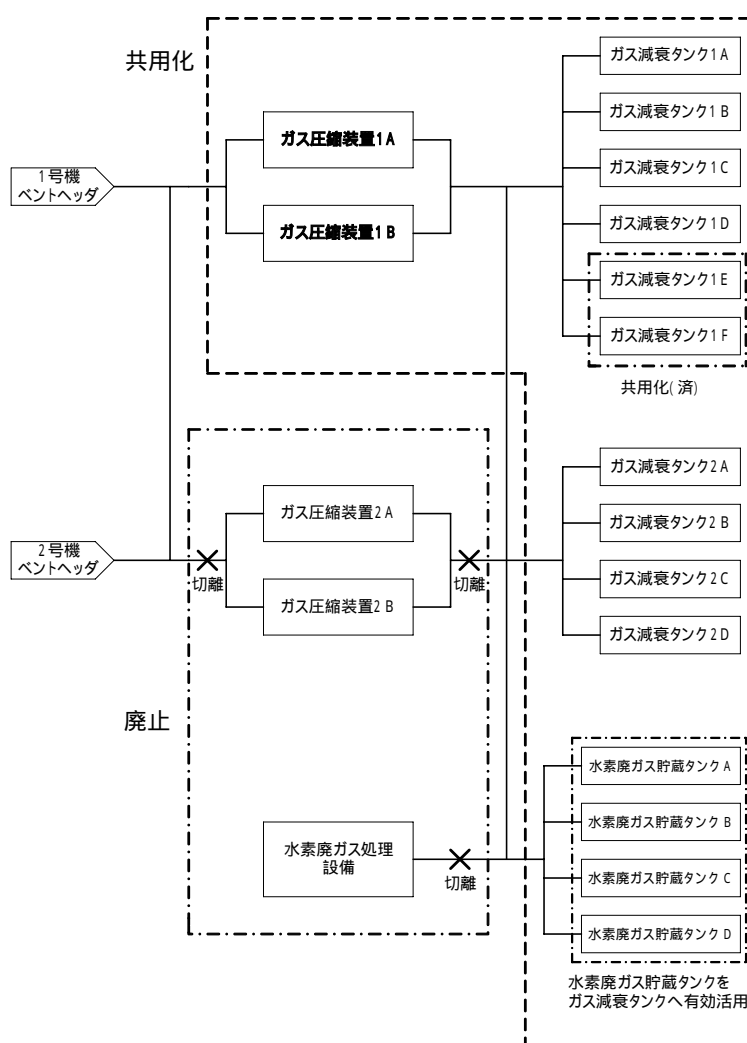 共用化
ガス減衰タンク1A
ガス減衰タンク1B
ガス圧縮装置1A
ガス減衰タンク1C
1号機
ベントヘッダ
ガス圧縮装置1B
ガス減衰タンク1D
ガス減衰タンク1E
ガス減衰タンク1F
共用化(済)
ガス減衰タンク2A
ガス圧縮装置2A
ガス減衰タンク2B
2号機
ベントヘッダ
切離
切離
ガス減衰タンク2C
ガス圧縮装置2B
ガス減衰タンク2D
廃止
水素廃ガス貯蔵タンクA
水素廃ガス貯蔵タンクB
水素廃ガス処理
設備
切離
水素廃ガス貯蔵タンクC
水素廃ガス貯蔵タンクD
水素廃ガス貯蔵タンクを
ガス減衰タンクへ有効活用